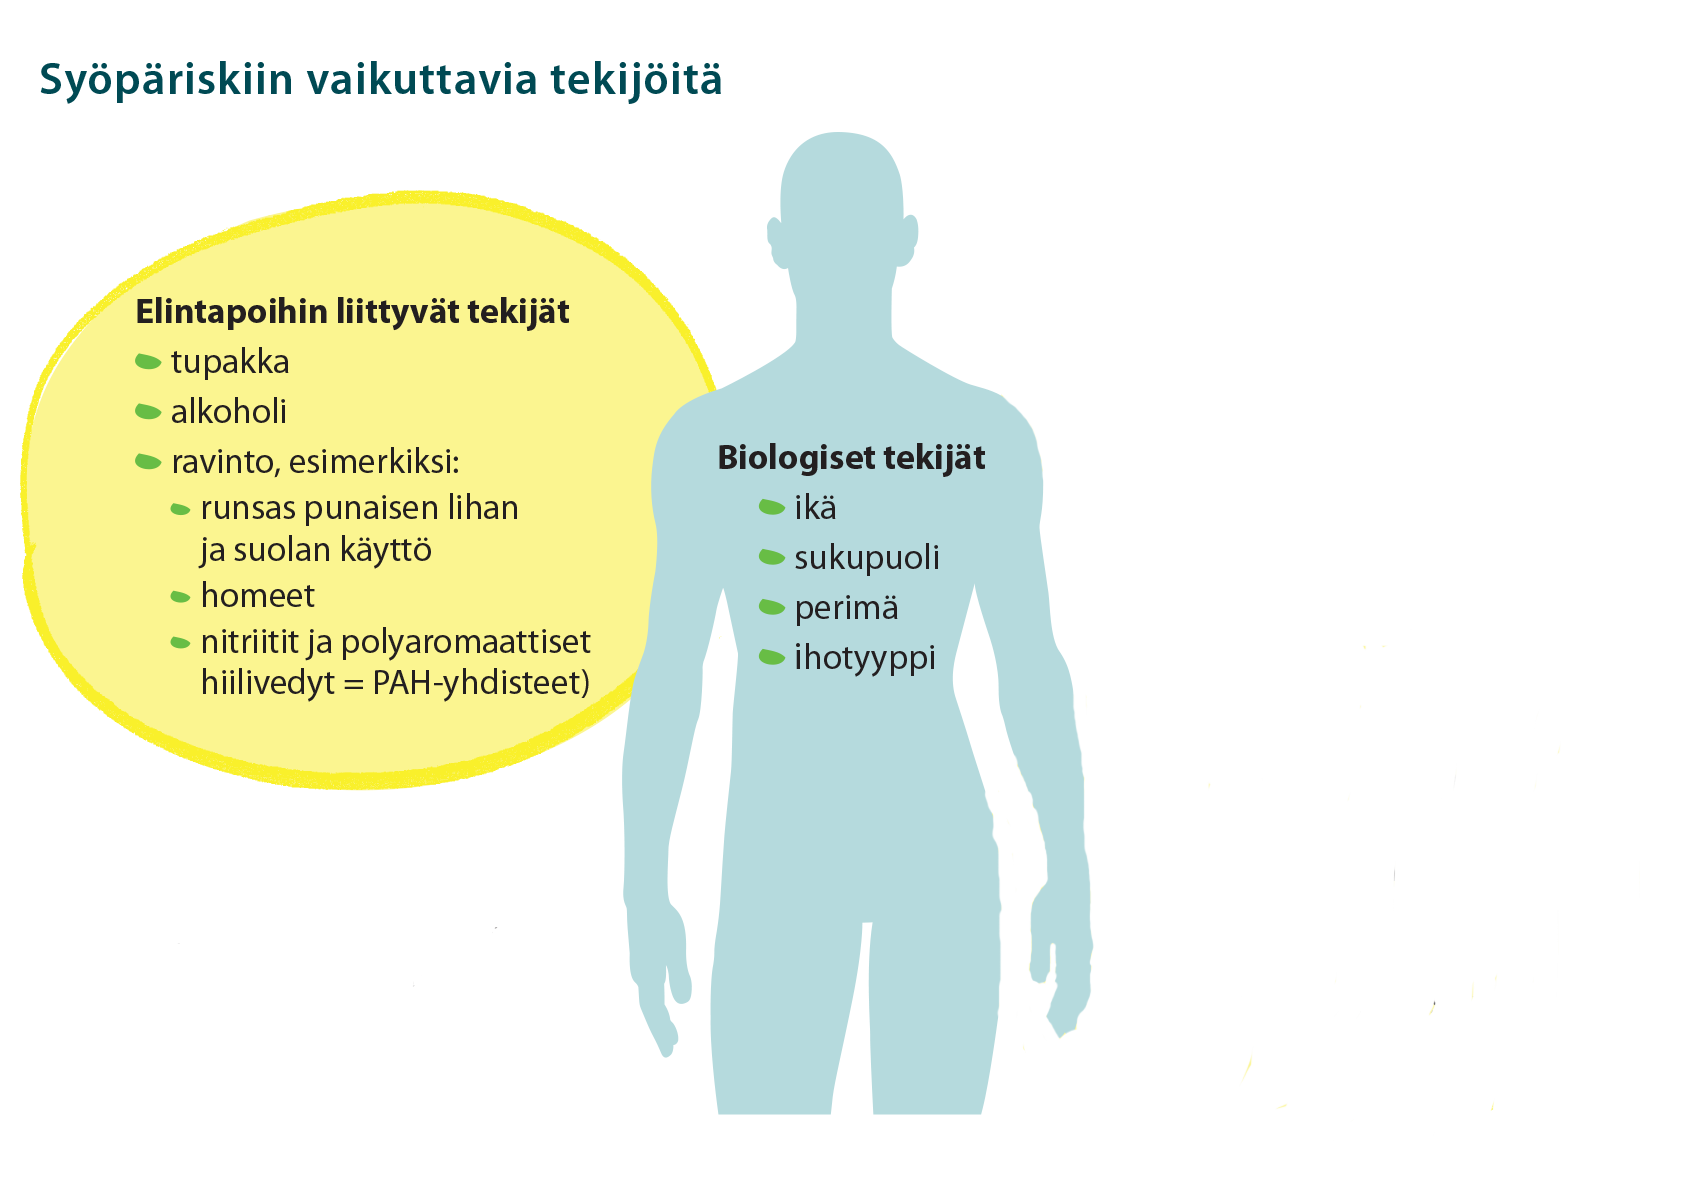 Syöpäriskiin vaikuttavia tekijöitä
Elintapoihin liittyvät tekijät
tupakka
alkoholi
ravinto, esimerkiksi:
runsas punaisen lihan
ja suolan käyttö
homeet
nitriitit ja polyaromaattiset
hiilivedyt = PAH-yhdisteet)
Biologiset tekijät
ikä
sukupuoli
perimä
ihotyyppi